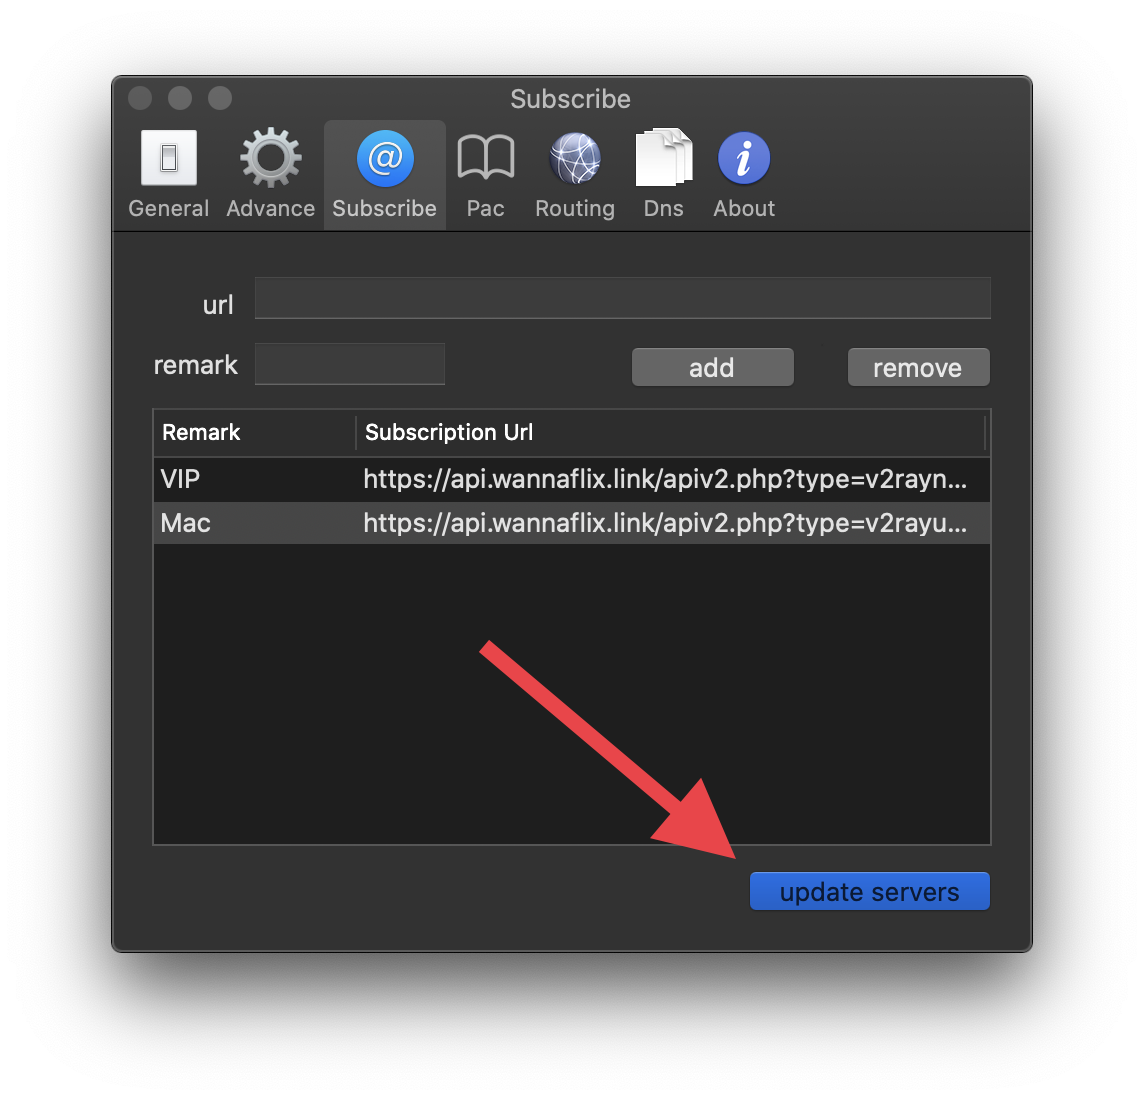 Subscribe
General Advance Subscribe Pac Routing Dns About
url
remark add remove
Remark Subscription Url
VIP https://api.wannaflix.link/apiv2.php?type=v2rayn...
Mac https://api.wannaflix.link/apiv2.php?type=v2rayu...
update servers